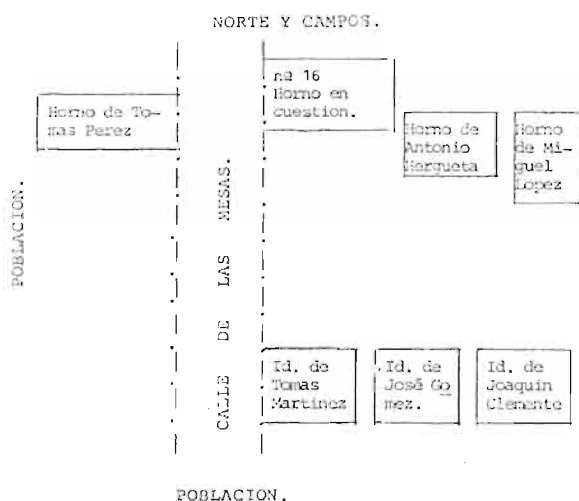 NORTE Y CAMPOS.
Horno de To-
mas Perez
nº 16
Horno en
cuestion.
Horno de
Antonio
Hergueta
Horno
de Mi-
guel
Lopez
POBLACION.
CALLE DE LAS MESAS.
Id. de
Tomas
Martinez
Id. de
José Go
mez.
Id. de
Joaquin
Clemente
POBLACION.